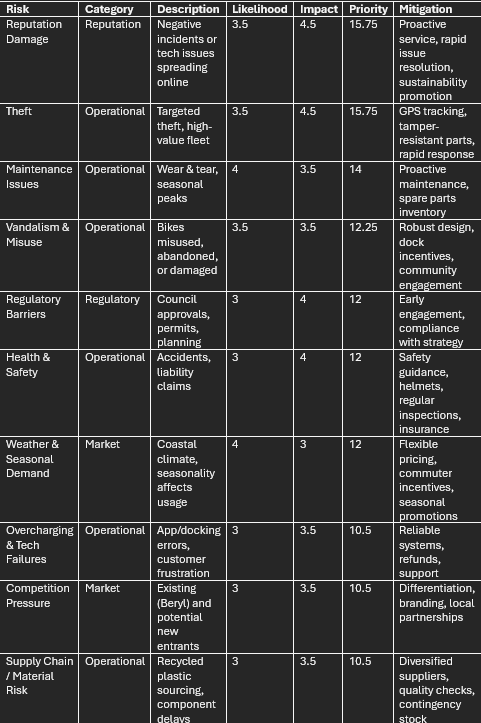 Risk Category Description Likelihood Impact Priority Mitigation
Reputation Reputation Negative 3.5 4.5 15.75 Proactive
Damage incidents or service, rapid
tech issues issue
spreading resolution,
online sustainability
promotion
Theft Operational Targeted 3.5 4.5 15.75 GPS tracking,
theft, high- tamper-
value fleet resistant parts,
rapid response
Maintenance Operational Wear & tear, 4 3.5 14 Proactive
Issues seasonal maintenance,
peaks spare parts
inventory
Vandalism & Operational Bikes 3.5 3.5 12.25 Robust design,
Misuse misused, dock
abandoned, incentives,
or damaged community
engagement
Regulatory Regulatory Council 3 4 12 Early
Barriers approvals, engagement,
permits, compliance
planning with strategy
Health & Operational Accidents, 3 4 12 Safety
Safety liability guidance,
claims helmets,
regular
inspections,
insurance
Weather & Market Coastal 4 3 12 Flexible
Seasonal climate, pricing,
Demand seasonality commuter
affects incentives,
usage seasonal
promotions
Overcharging Operational App/docking 3 3.5 10.5 Reliable
& Tech errors, systems,
Failures customer refunds,
frustration support
Competition Market Existing 3 3.5 10.5 Differentiation,
Pressure (Beryl) and branding, local
potential partnerships
new
entrants
Supply Chain Operational Recycled 3 3.5 10.5 Diversified
/ Material plastic suppliers,
Risk sourcing, quality checks,
component contingency
delays stock